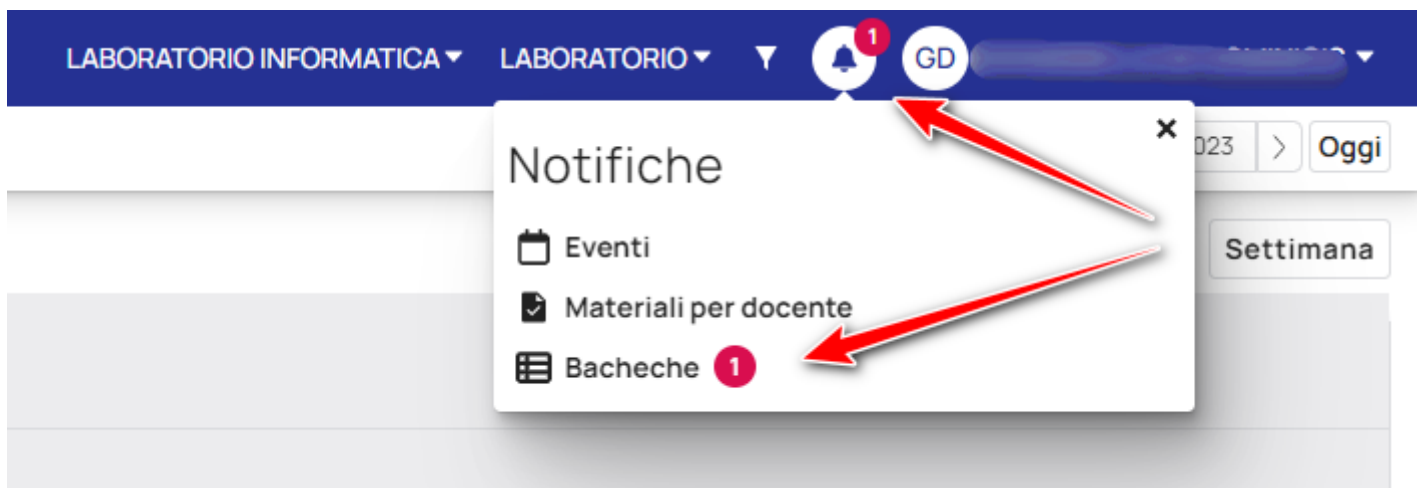 LABORATORIO INFORMATICA LABORATORIO 1 GD
Notifiche
023 Oggi
Eventi
Settimana
Materiali per docente
Bacheche 1